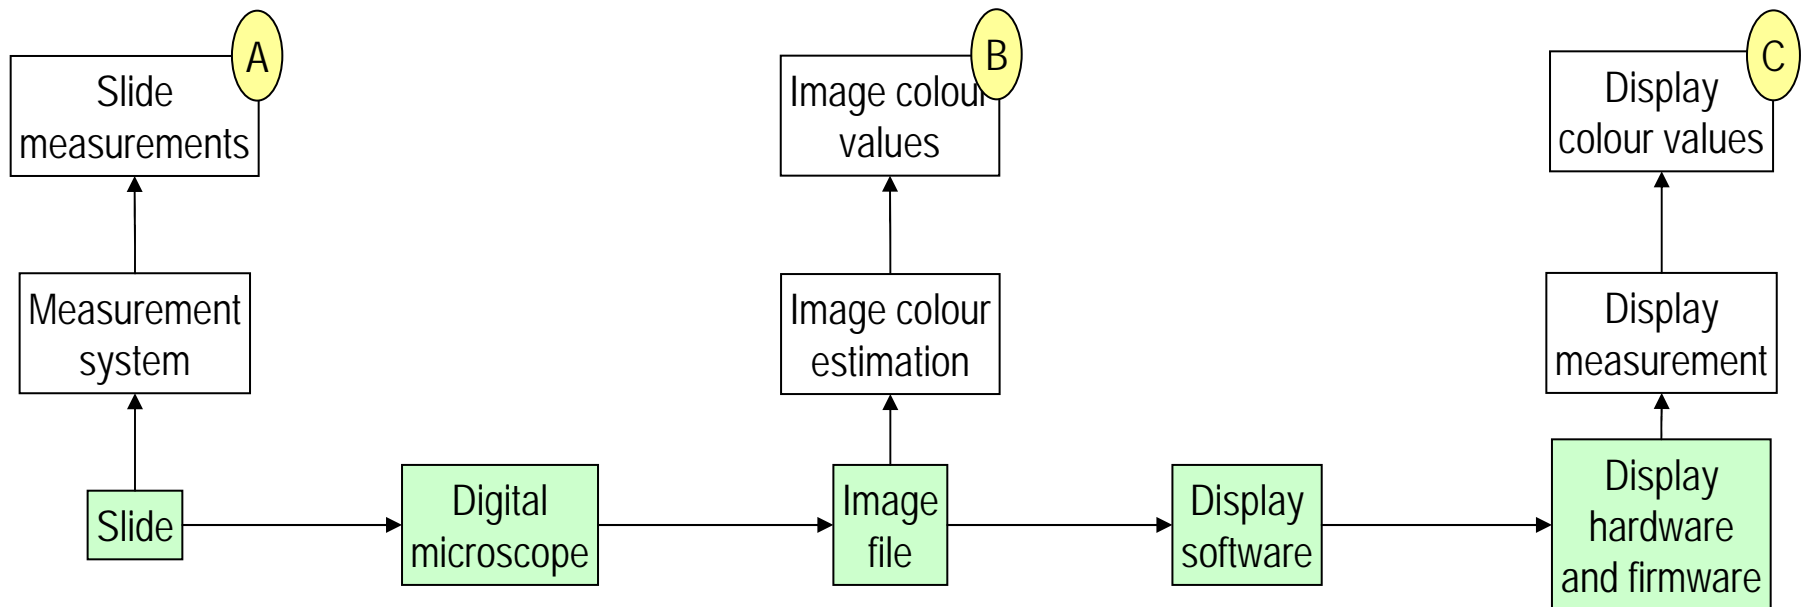 A
Slide
measurements
B
Image colour
values
C
Display
colour values
Measurement
system
Image colour
estimation
Display
measurement
Slide
Digital
microscope
Image
file
Display
software
Display
hardware
and firmware